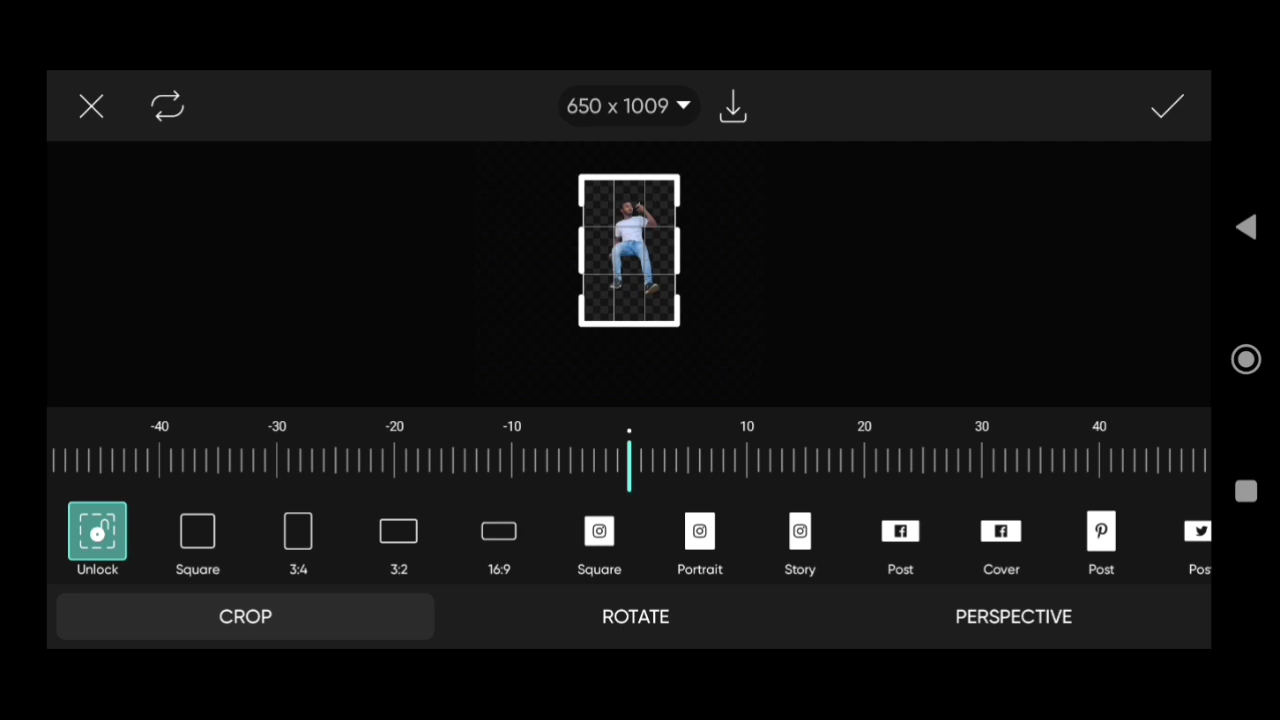 650 x 1009
-40 -30 -20 -10 10 20 30 40
Unlock Square 3:4 3:2 16:9 Square Portrait Story Post Cover Post Pos
CROP ROTATE PERSPECTIVE